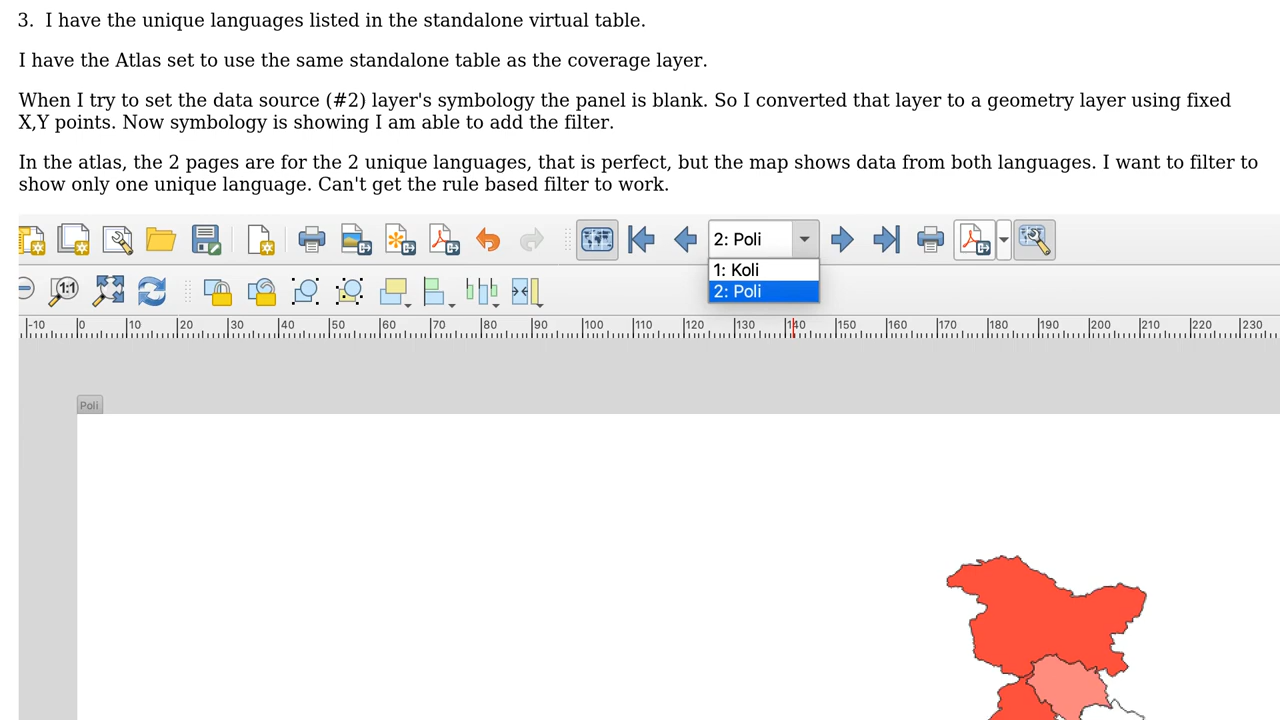 3. I have the unique languages listed in the standalone virtual table.
I have the Atlas set to use the same standalone table as the coverage layer.
When I try to set the data source (#2) layer's symbology the panel is blank. So I converted that layer to a geometry layer using fixed
X,Y points. Now symbology is showing I am able to add the filter.
In the atlas, the 2 pages are for the 2 unique languages, that is perfect, but the map shows data from both languages. I want to filter to
show only one unique language. Can't get the rule based filter to work.
2: Poli
1: Koli
2: Poli
1:1
-10 0 10 20 30 40 50 60 70 80 90 100 110 120 130 140 150 160 170 180 190 200 210 220 230
Poli